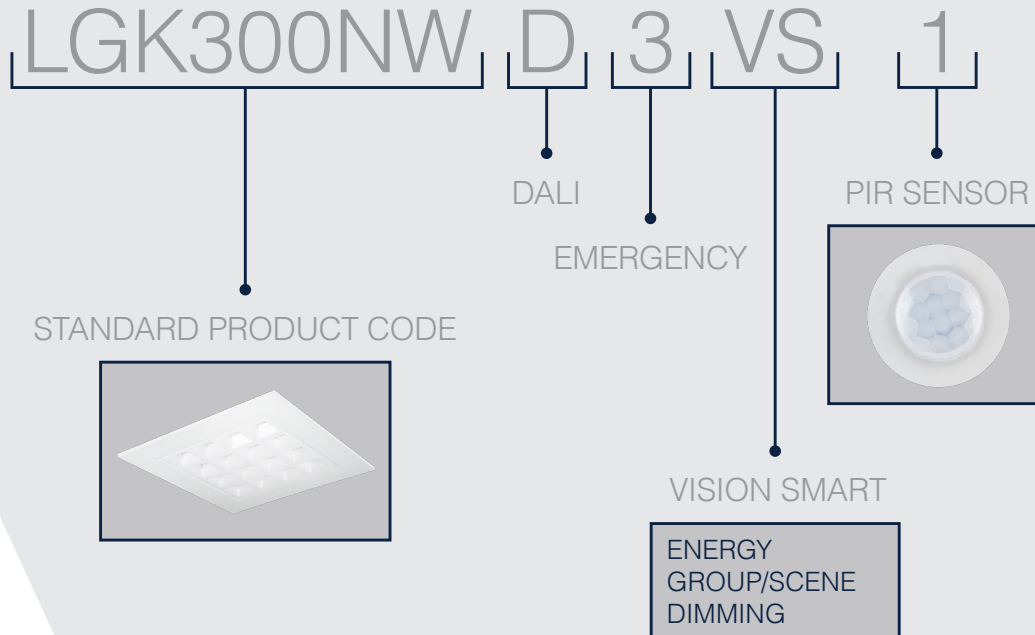 LGK300NW D 3 VS 1
DALI
PIR SENSOR
EMERGENCY
STANDARD PRODUCT CODE
VISION SMART
ENERGY
GROUP/SCENE
DIMMING